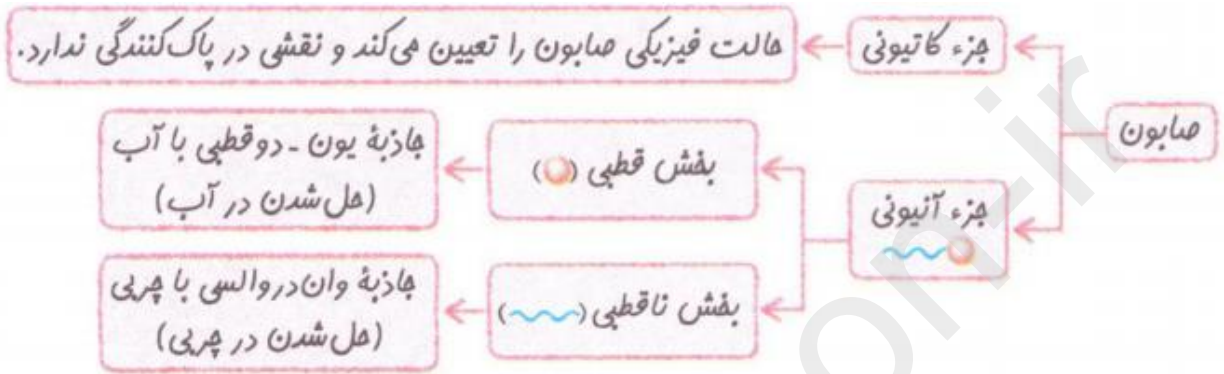 صابون
جزء کاتیونی
حالت فیزیکی صابون را تعیین می‌کند و نقشی در پاک‌کنندگی ندارد.
جزء آنیونی
بخش قطبی ( )
جاذبهٔ یون - دوقطبی با آب
(حل شدن در آب)
بخش ناقطبی ( )
جاذبهٔ وان‌دروالسی با چربی
(حل شدن در چربی)
on-ir